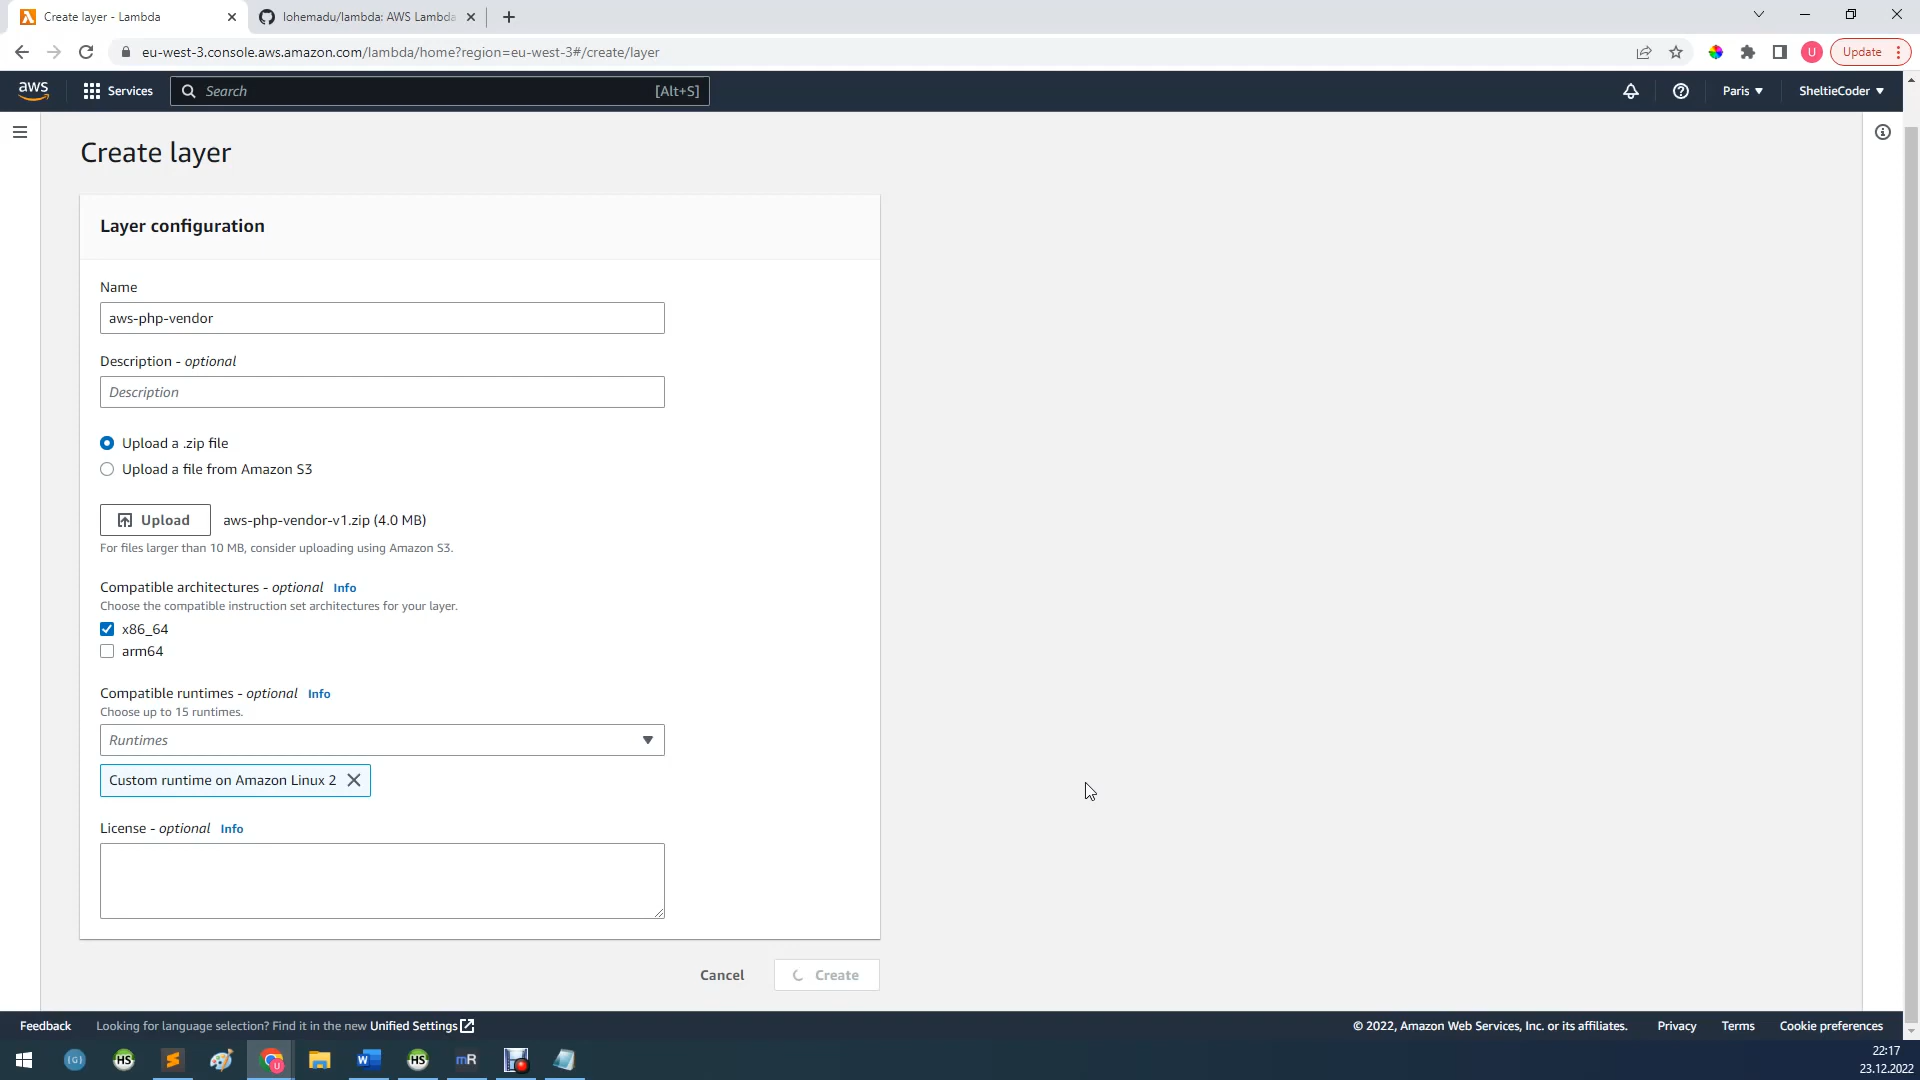 Create layer - Lambda
lohemadu/lambda: AWS Lambda
eu-west-3.console.aws.amazon.com/lambda/home?region=eu-west-3#/create/layer
U
Update
aws
Services
Search
[Alt+S]
Paris
SheltieCoder
Create layer
Layer configuration
Name
aws-php-vendor
Description - optional
Description
Upload a .zip file
Upload a file from Amazon S3
Upload
aws-php-vendor-v1.zip (4.0 MB)
For files larger than 10 MB, consider uploading using Amazon S3.
Compatible architectures - optional Info
Choose the compatible instruction set architectures for your layer.
x86_64
arm64
Compatible runtimes - optional Info
Choose up to 15 runtimes.
Runtimes
Custom runtime on Amazon Linux 2
License - optional Info
Cancel
Create
Feedback
Looking for language selection? Find it in the new Unified Settings
© 2022, Amazon Web Services, Inc. or its affiliates.
Privacy
Terms
Cookie preferences
HS
HS
mR
22:17
23.12.2022